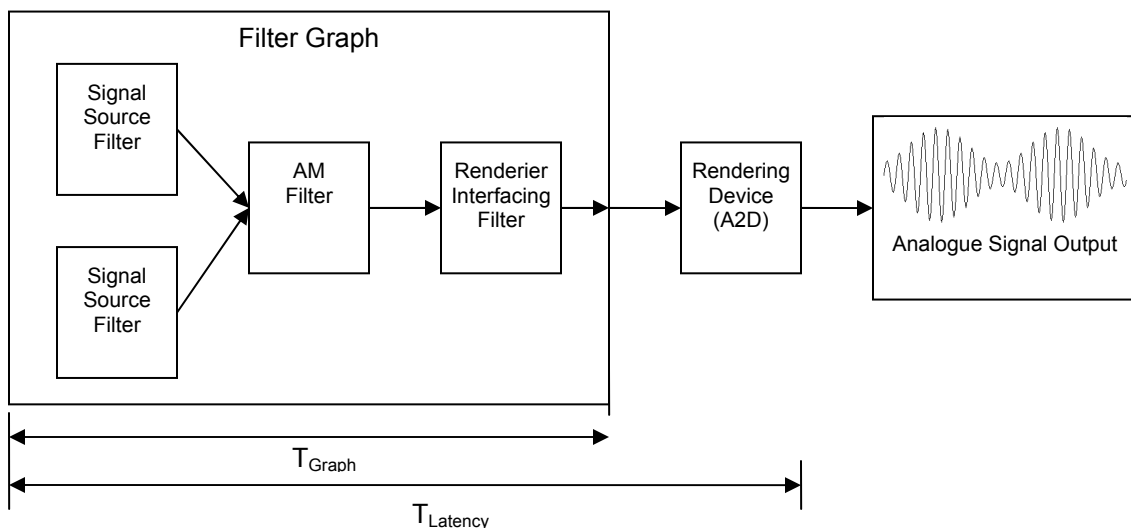 Filter Graph
Signal
Source
Filter
Signal
Source
Filter
AM
Filter
Renderier
Interfacing
Filter
Rendering
Device
(A2D)
Analogue Signal Output
TGraph
TLatency